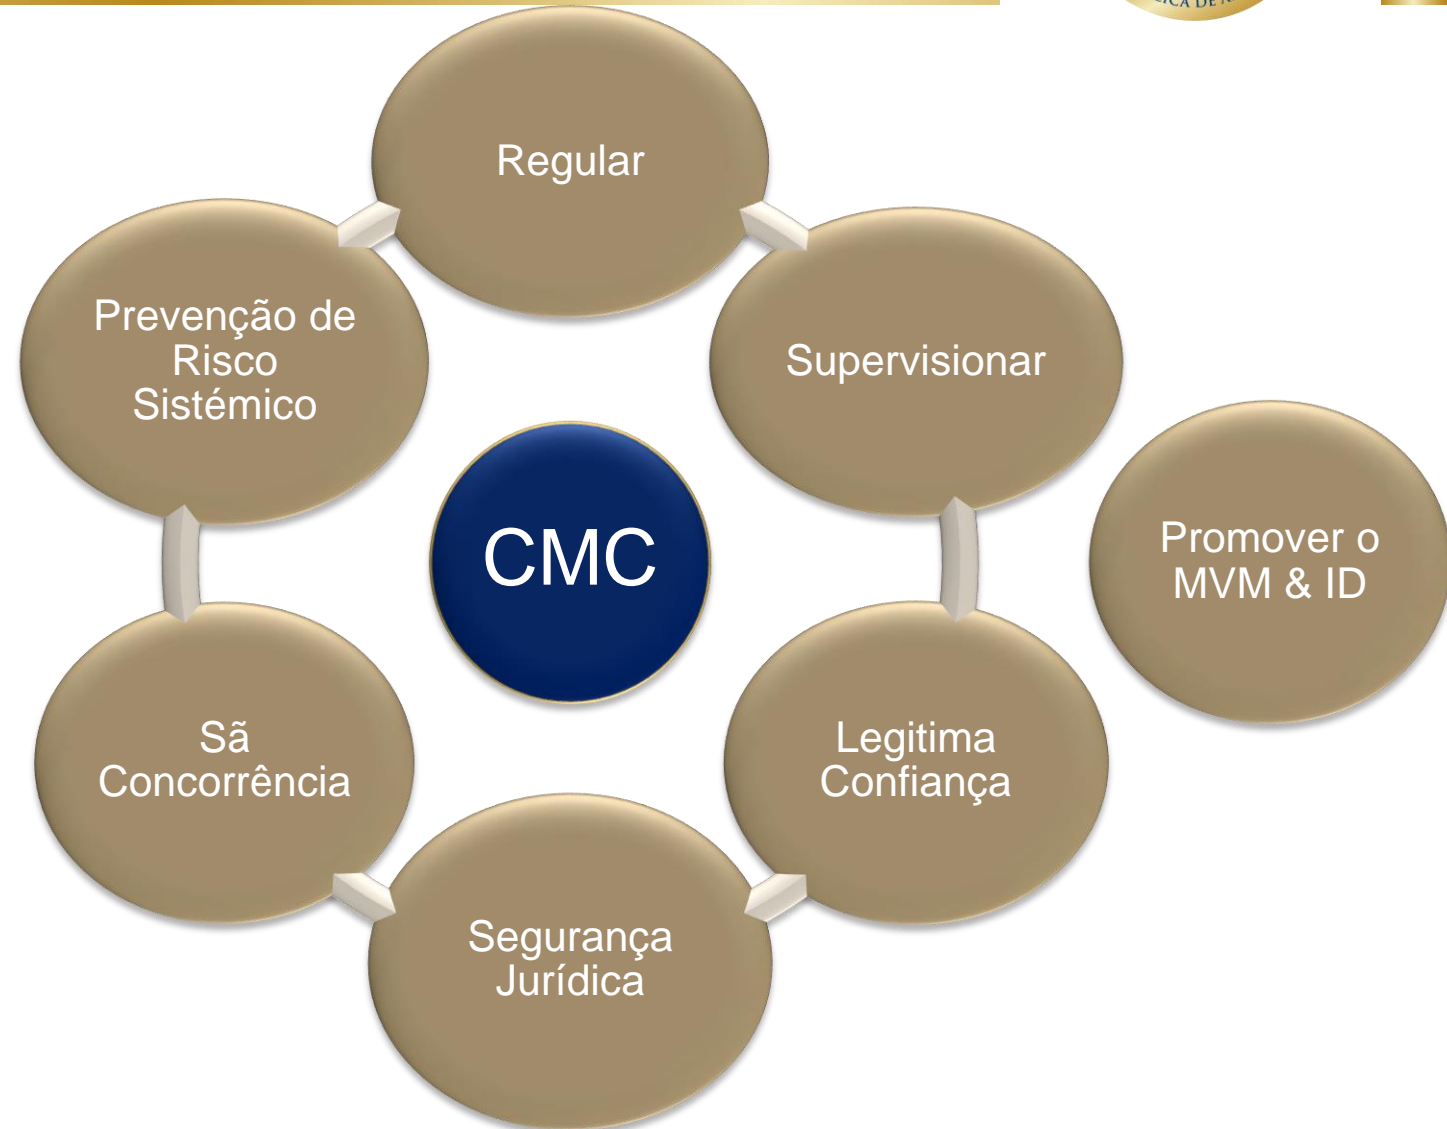 Regular
Prevenção de
Risco
Sistémico
Supervisionar
CMC
Promover o
MVM & ID
Sã
Concorrência
Legitima
Confiança
Segurança
Jurídica